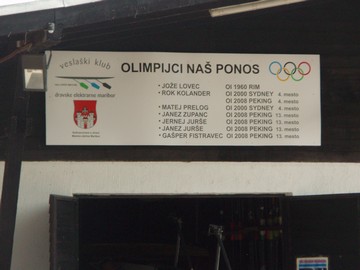 veslaški klub
dravske elektrarne maribor
OLIMPIJCI NAŠ PONOS
• JOŽE LOVEC OI 1960 RIM
• ROK KOLANDER OI 2000 SYDNEY 4. mesto
OI 2008 PEKING 4. mesto
• MATEJ PRELOG OI 2000 SYDNEY 4. mesto
• JANEZ ZUPANC OI 2008 PEKING 13. mesto
• JERNEJ JURŠE OI 2008 PEKING 13. mesto
• JANEZ JURŠE OI 2008 PEKING 13. mesto
• GAŠPER FISTRAVEC OI 2008 PEKING 13. mesto